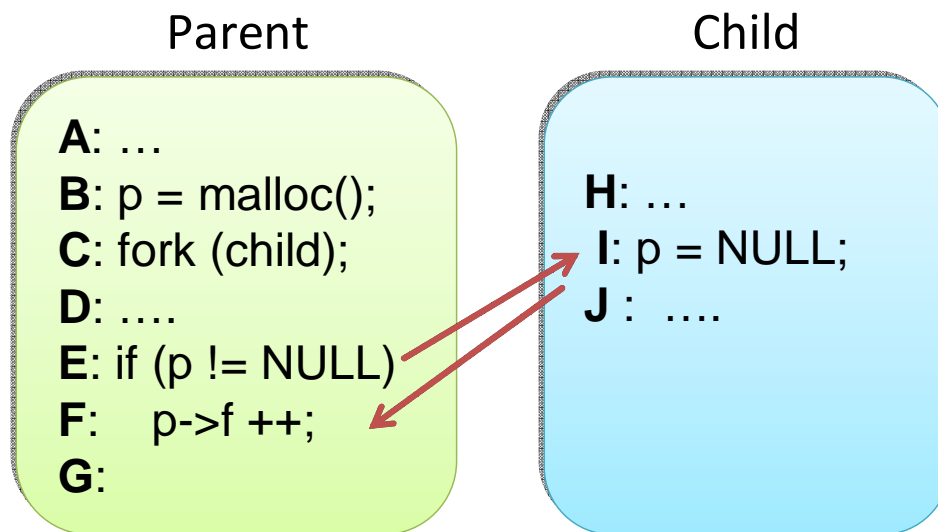 Parent
A: …
B: p = malloc();
C: fork (child);
D: ….
E: if (p != NULL)
F: p->f ++;
G:
Child
H: …
I: p = NULL;
J : ….